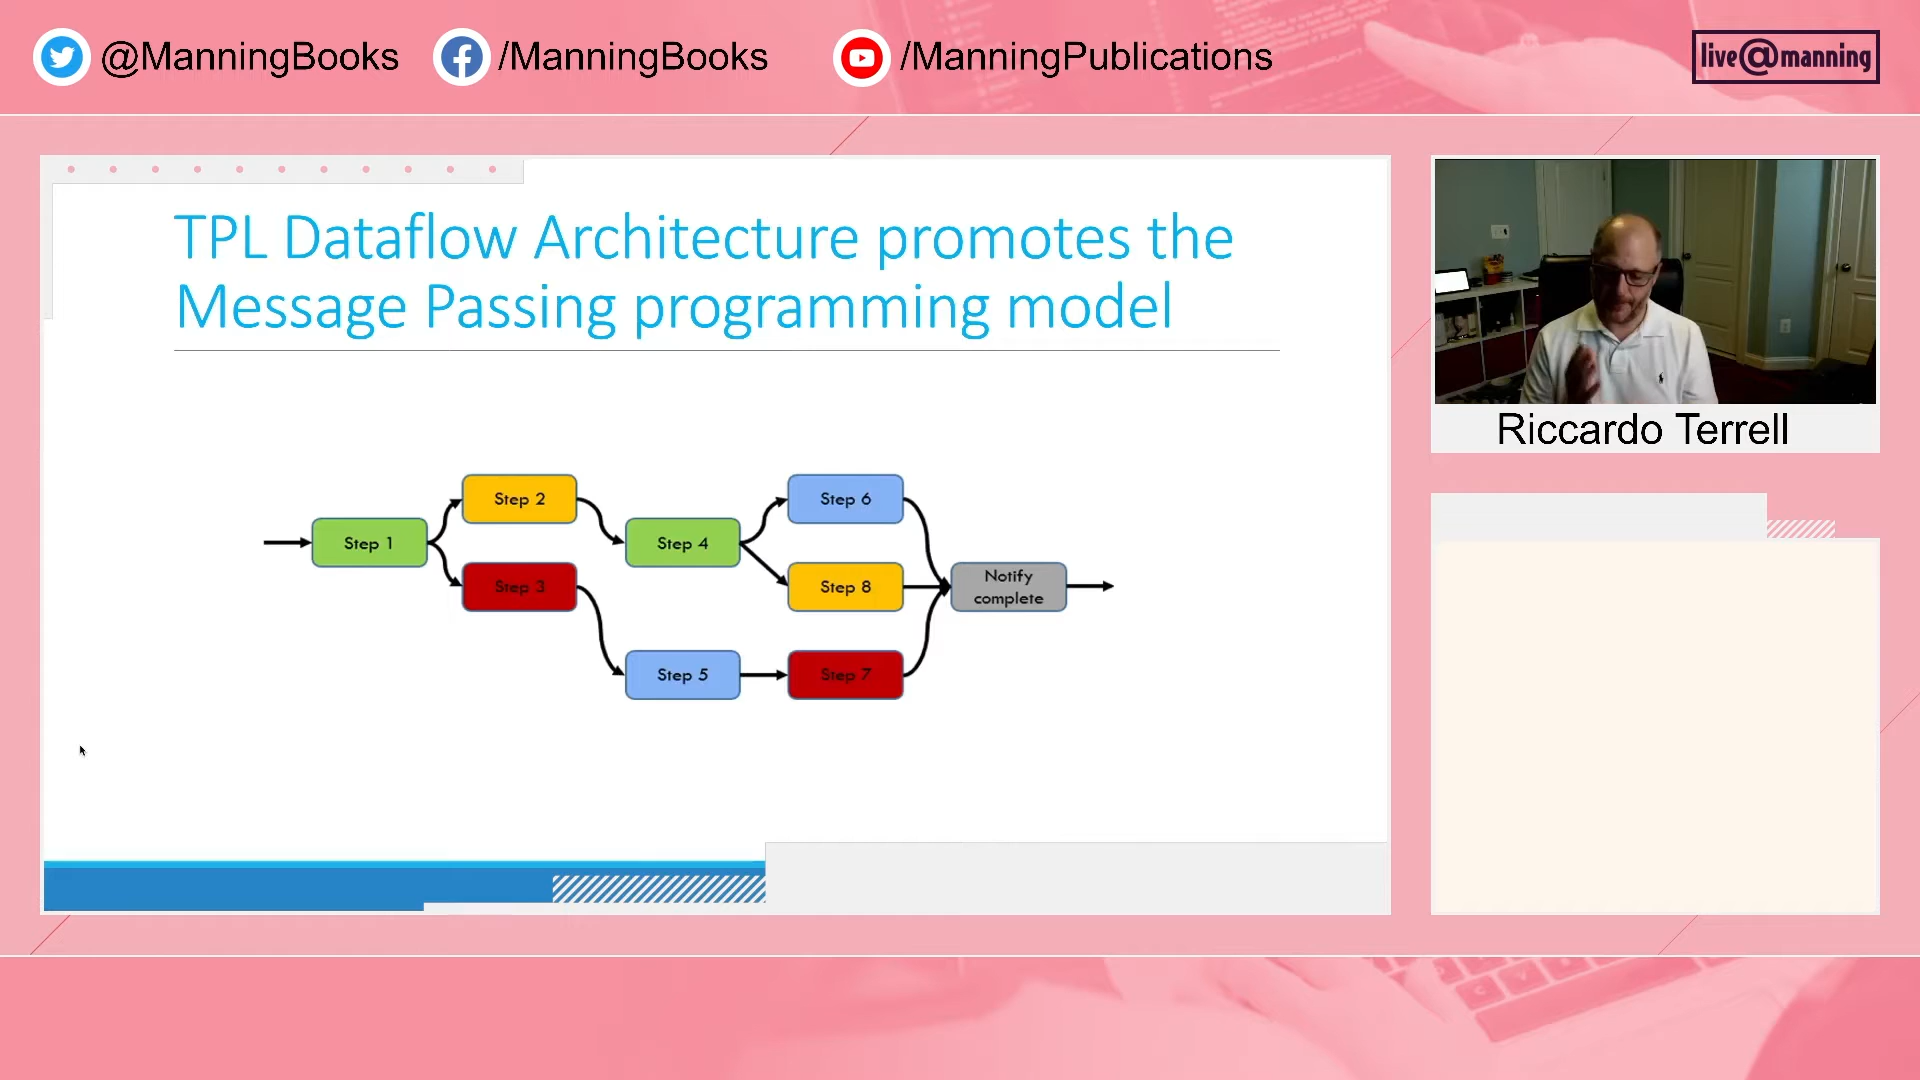 @ManningBooks
/ManningBooks
/ManningPublications
live@manning
TPL Dataflow Architecture promotes the
Message Passing programming model
Step 1
Step 2
Step 3
Step 4
Step 5
Step 6
Step 8
Step 7
Notify
complete
Riccardo Terrell